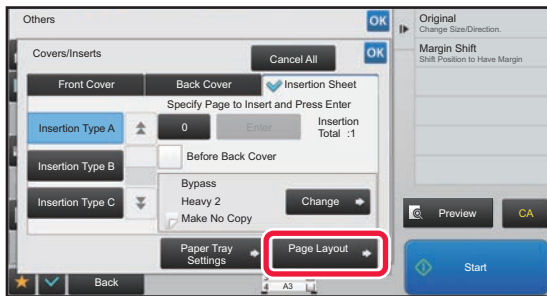 Others
OK
Covers/Inserts
Cancel All
OK
Front Cover
Back Cover
Insertion Sheet
Specify Page to Insert and Press Enter
Insertion Type A
0
Enter
Insertion
Total :1
Insertion Type B
Before Back Cover
Insertion Type C
Bypass
Heavy 2
Make No Copy
Change
Paper Tray
Settings
Page Layout
Back
A3
Original
Change Size/Direction.
Margin Shift
Shift Position to Have Margin
Preview
CA
Start